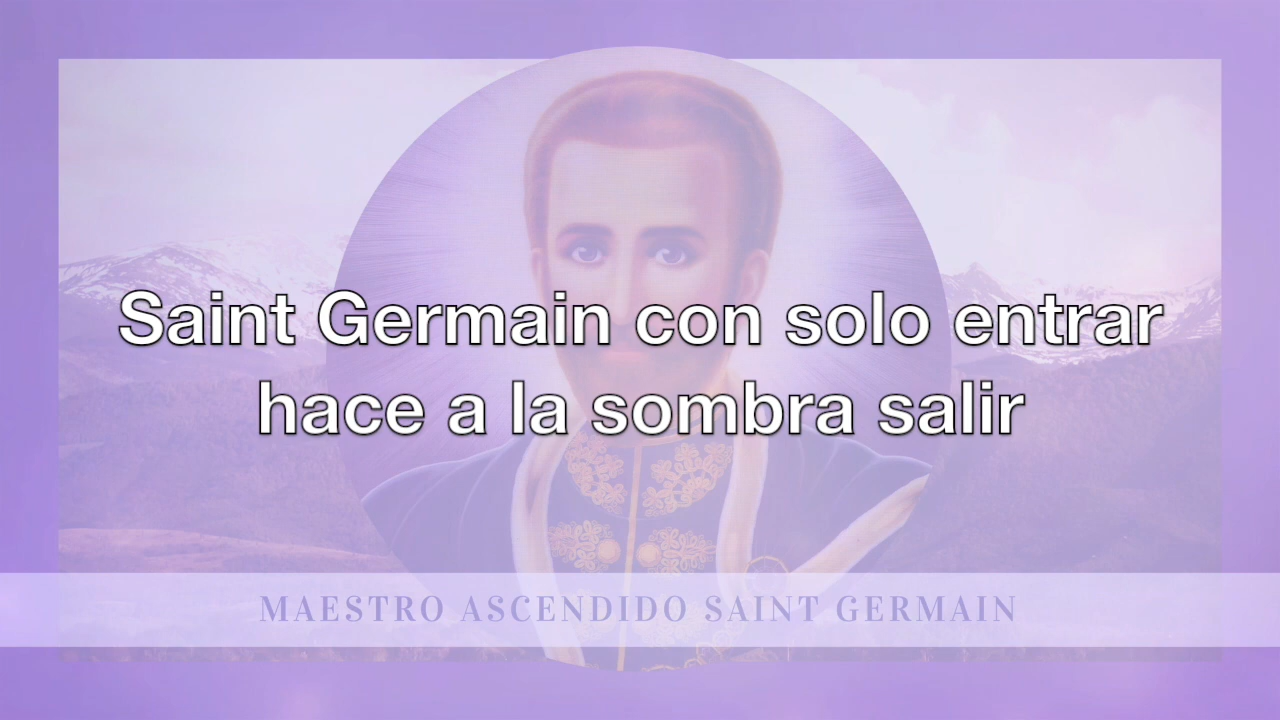 Saint Germain con solo entrar
hace a la sombra salir
MAESTRO ASCENDIDO SAINT GERMAIN